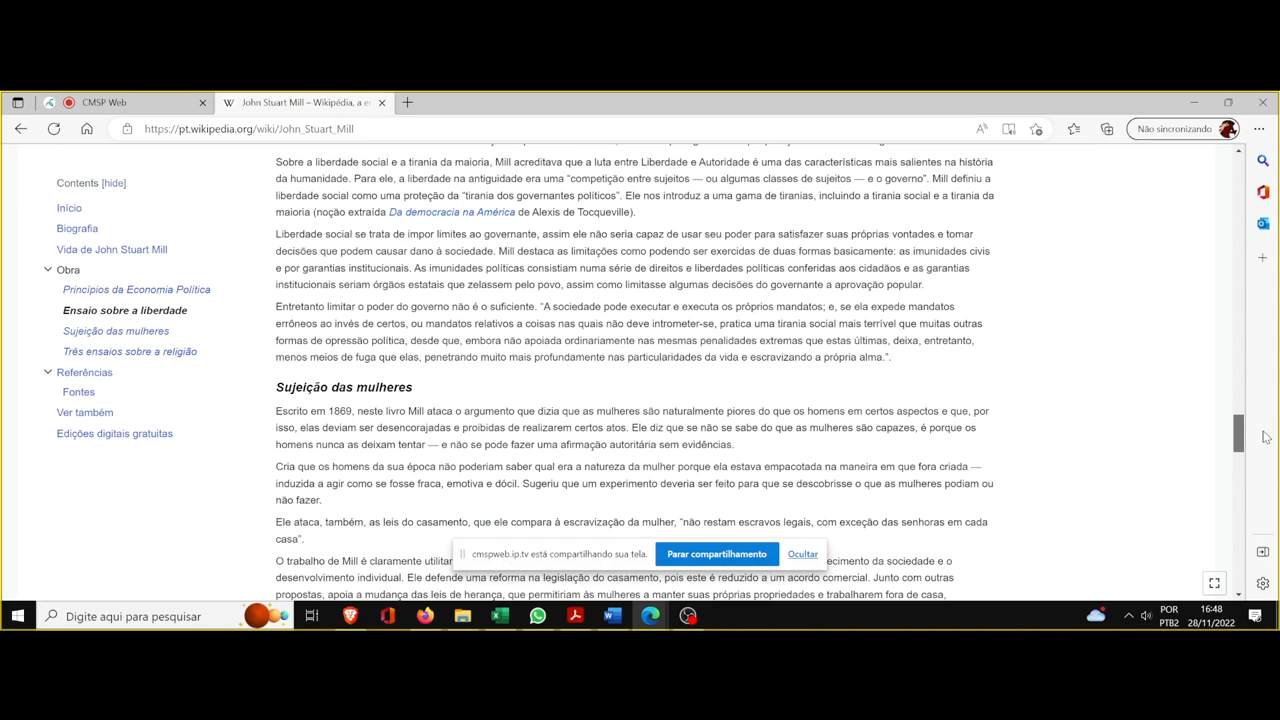 CMSP Web
John Stuart Mill – Wikipédia, a e
https://pt.wikipedia.org/wiki/John_Stuart_Mill
Não sincronizando
Contents [hide]
Início
Biografia
Vida de John Stuart Mill
Obra
Princípios da Economia Política
Ensaio sobre a liberdade
Sujeição das mulheres
Três ensaios sobre a religião
Referências
Fontes
Ver também
Edições digitais gratuitas
Sobre a liberdade social e a tirania da maioria, Mill acreditava que a luta entre Liberdade e Autoridade é uma das características mais salientes na história
da humanidade. Para ele, a liberdade na antiguidade era uma “competição entre sujeitos — ou algumas classes de sujeitos — e o governo”. Mill definiu a
liberdade social como uma proteção da “tirania dos governantes políticos”. Ele nos introduz a uma gama de tiranias, incluindo a tirania social e a tirania da
maioria (noção extraída Da democracia na América de Alexis de Tocqueville).
Liberdade social se trata de impor limites ao governante, assim ele não seria capaz de usar seu poder para satisfazer suas próprias vontades e tomar
decisões que podem causar dano à sociedade. Mill destaca as limitações como podendo ser exercidas de duas formas basicamente: as imunidades civis
e por garantias institucionais. As imunidades políticas consistiam numa série de direitos e liberdades políticas conferidas aos cidadãos e as garantias
institucionais seriam órgãos estatais que zelassem pelo povo, assim como limitasse algumas decisões do governante a aprovação popular.
Entretanto limitar o poder do governo não é o suficiente. “A sociedade pode executar e executa os próprios mandatos; e, se ela expede mandatos
errôneos ao invés de certos, ou mandatos relativos a coisas nas quais não deve intrometer-se, pratica uma tirania social mais terrível que muitas outras
formas de opressão política, desde que, embora não apoiada ordinariamente nas mesmas penalidades extremas que estas últimas, deixa, entretanto,
menos meios de fuga que elas, penetrando muito mais profundamente nas particularidades da vida e escravizando a própria alma.”.
Sujeição das mulheres
Escrito em 1869, neste livro Mill ataca o argumento que dizia que as mulheres são naturalmente piores do que os homens em certos aspectos e que, por
isso, elas deviam ser desencorajadas e proibidas de realizarem certos atos. Ele diz que se não se sabe do que as mulheres são capazes, é porque os
homens nunca as deixam tentar — e não se pode fazer uma afirmação autoritária sem evidências.
Cria que os homens da sua época não poderiam saber qual era a natureza da mulher porque ela estava empacotada na maneira em que fora criada —
induzida a agir como se fosse fraca, emotiva e dócil. Sugeriu que um experimento deveria ser feito para que se descobrisse o que as mulheres podiam ou
não fazer.
Ele ataca, também, as leis do casamento, que ele compara à escravização da mulher, “não restam escravos legais, com exceção das senhoras em cada
casa”.
O trabalho de Mill é claramente utilitar
ecimento da sociedade e o
desenvolvimento individual. Ele defende uma reforma na legislação do casamento, pois este é reduzido a um acordo comercial. Junto com outras
propostas, apoia a mudança das leis de herança, que permitiriam às mulheres a manter suas próprias propriedades e trabalharem fora de casa,
cmspweb.ip.tv está compartilhando sua tela.
Parar compartilhamento
Ocultar
Digite aqui para pesquisar
POR
PTB2
16:48
28/11/2022